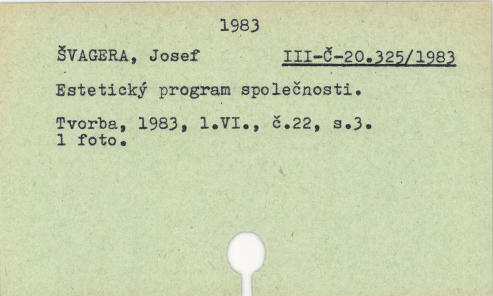 1983
ŠVAGERA, Josef III-Č-20.325/1983
Estetický program společnosti.
Tvorba, 1983, 1.VI., č.22, s.3.
1 foto.